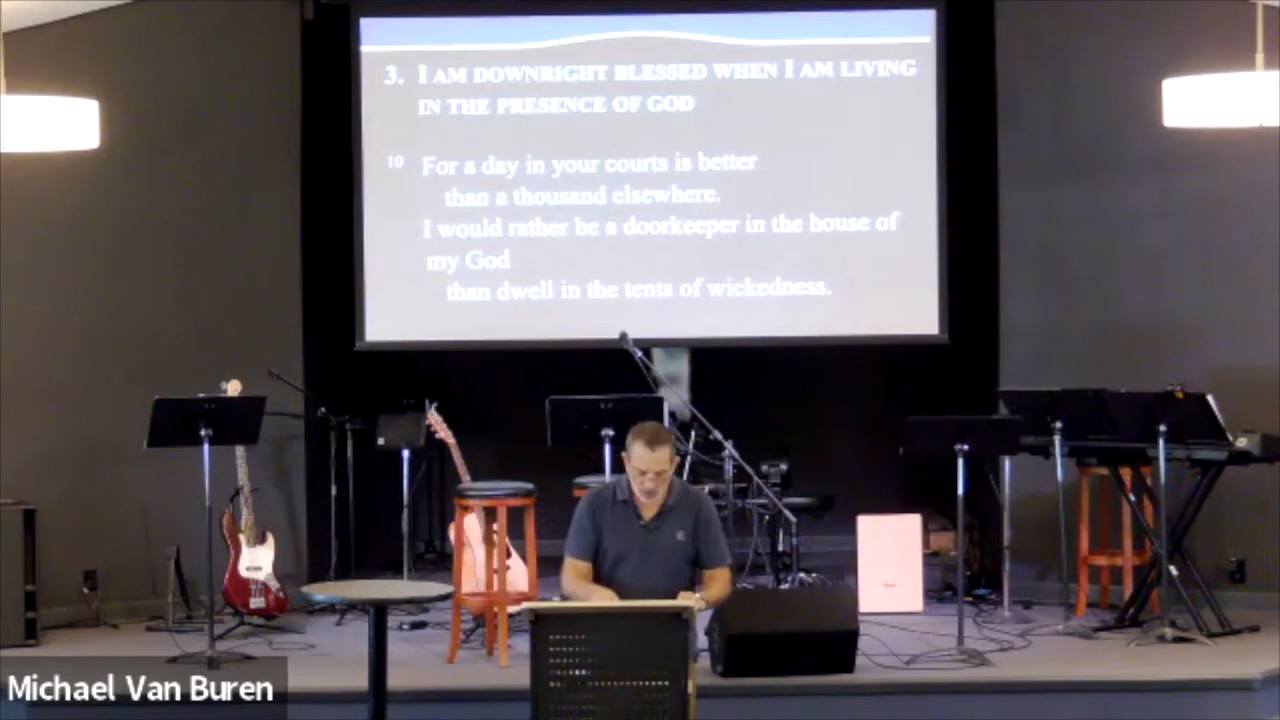 3. I AM DOWNRIGHT BLESSED WHEN I AM LIVING
IN THE PRESENCE OF GOD
10 For a day in your courts is better
than a thousand elsewhere.
I would rather be a doorkeeper in the house of
my God
than dwell in the tents of wickedness.
Michael Van Buren